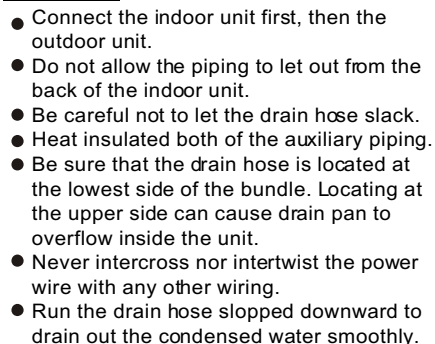 ● Connect the indoor unit first, then the
outdoor unit.
● Do not allow the piping to let out from the
back of the indoor unit.
● Be careful not to let the drain hose slack.
● Heat insulated both of the auxiliary piping.
● Be sure that the drain hose is located at
the lowest side of the bundle. Locating at
the upper side can cause drain pan to
overflow inside the unit.
● Never intercross nor intertwist the power
wire with any other wiring.
● Run the drain hose slopped downward to
drain out the condensed water smoothly.